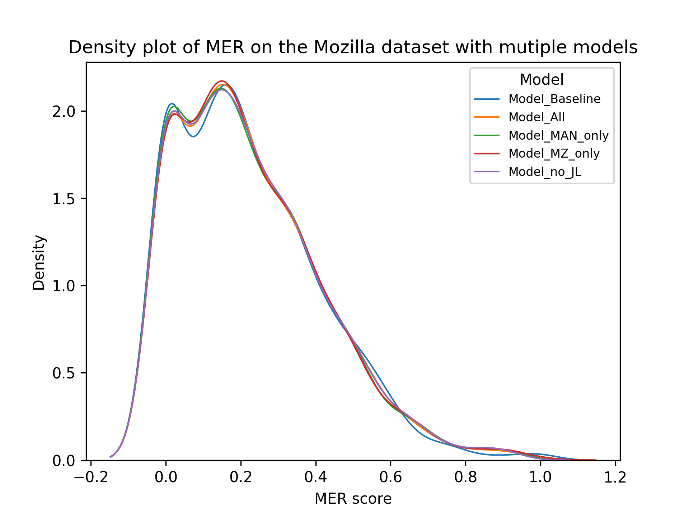 Density plot of MER on the Mozilla dataset with mutiple models
Model
Model_Baseline
Model_All
Model_MAN_only
Model_MZ_only
Model_no_JL
Density
2.0
1.5
1.0
0.5
0.0
−0.2 0.0 0.2 0.4 0.6 0.8 1.0 1.2
MER score